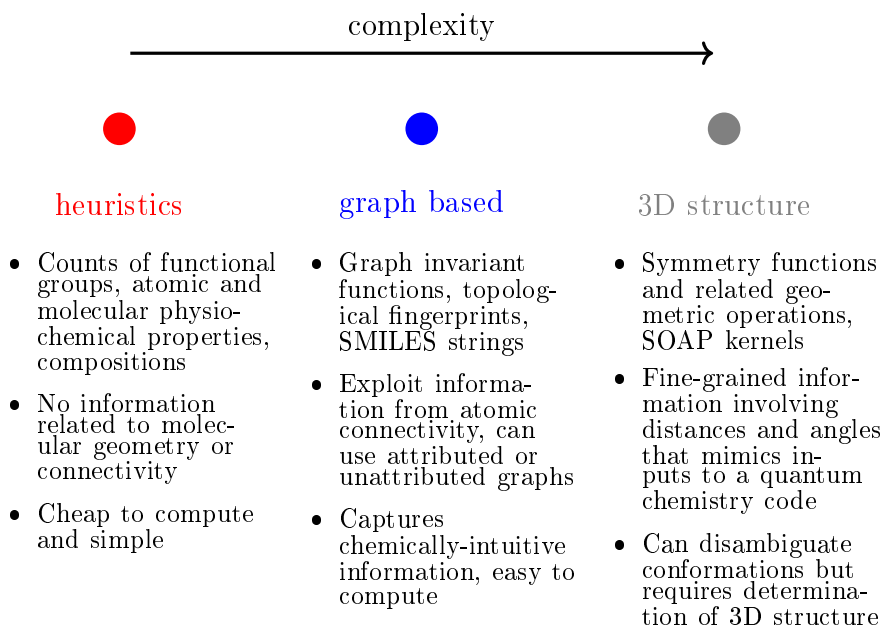 complexity
heuristics
• Counts of functional
groups, atomic and
molecular physio-
chemical properties,
compositions
• No information
related to molec-
ular geometry or
connectivity
• Cheap to compute
and simple
graph based
• Graph invariant
functions, topolog-
ical fingerprints,
SMILES strings
• Exploit informa-
tion from atomic
connectivity, can
use attributed or
unattributed graphs
• Captures
chemically-intuitive
information, easy to
compute
3D structure
• Symmetry functions
and related geo-
metric operations,
SOAP kernels
• Fine-grained infor-
mation involving
distances and angles
that mimics in-
puts to a quantum
chemistry code
• Can disambiguate
conformations but
requires determina-
tion of 3D structure